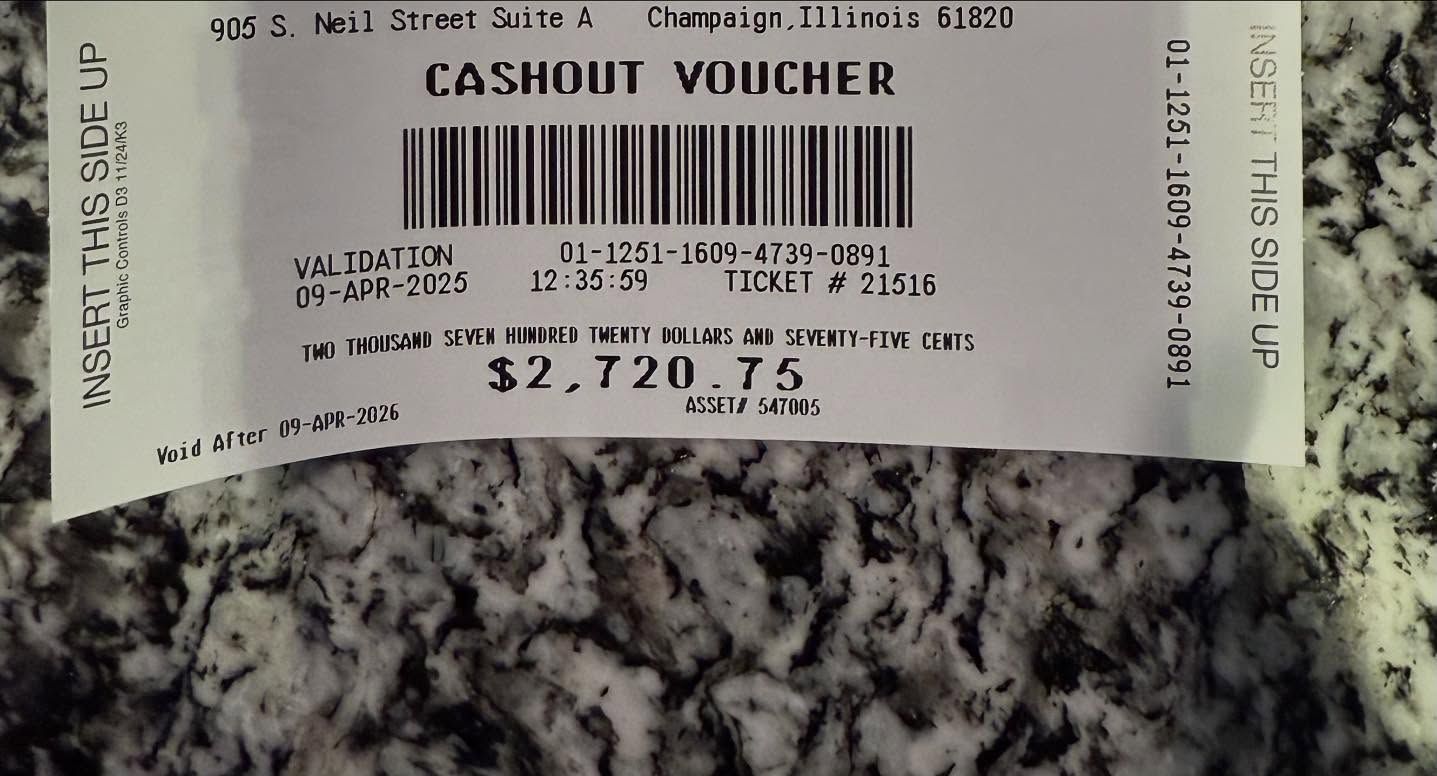 905 S. Neil Street Suite A Champaign,Illinois 61820
CASHOUT VOUCHER
INSERT THIS SIDE UP
Graphic Controls D3 11/24/K3
VALIDATION 01-1251-1609-4739-0891
09-APR-2025 12:35:59 TICKET # 21516
TWO THOUSAND SEVEN HUNDRED TWENTY DOLLARS AND SEVENTY-FIVE CENTS
$2,720.75
Void After 09-APR-2026 ASSET# 547005
01-1251-1609-4739-0891
INSERT THIS SIDE UP